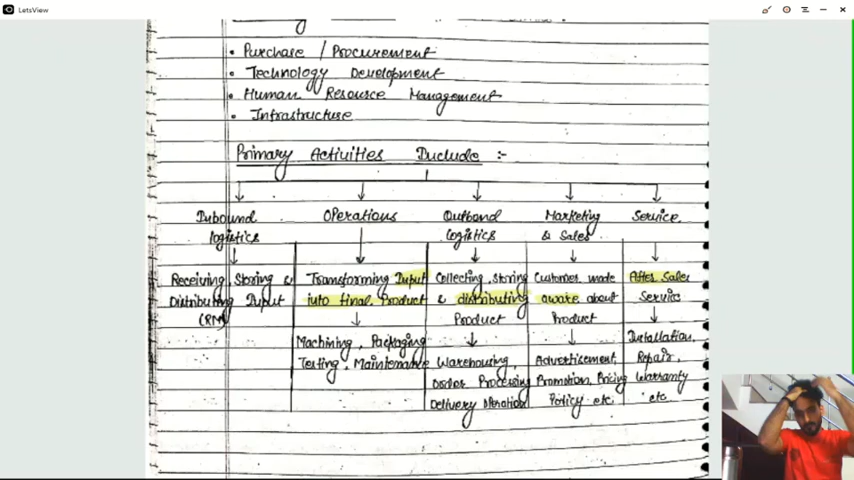 LetsView
• Purchase / Procurement
• Technology Development
• Human Resource Management
• Infrastructure
Primary Activities Include :-
Inbound logistics
Operations
Outbond logistics
Marketing & Sales
Service
Receiving, Storing &
Distributing Input
(RM)
Transforming Input
into final Product
Machining, Packaging
Testing, Maintenance
Collecting, storing
& distributing
Product
Warehousing,
Order Processing
Delivery Operation
Customer made
aware about
Product
Advertisement,
Promotion, Pricing
Policy etc.
After Sales
Service
Installation,
Repair,
Warranty
etc